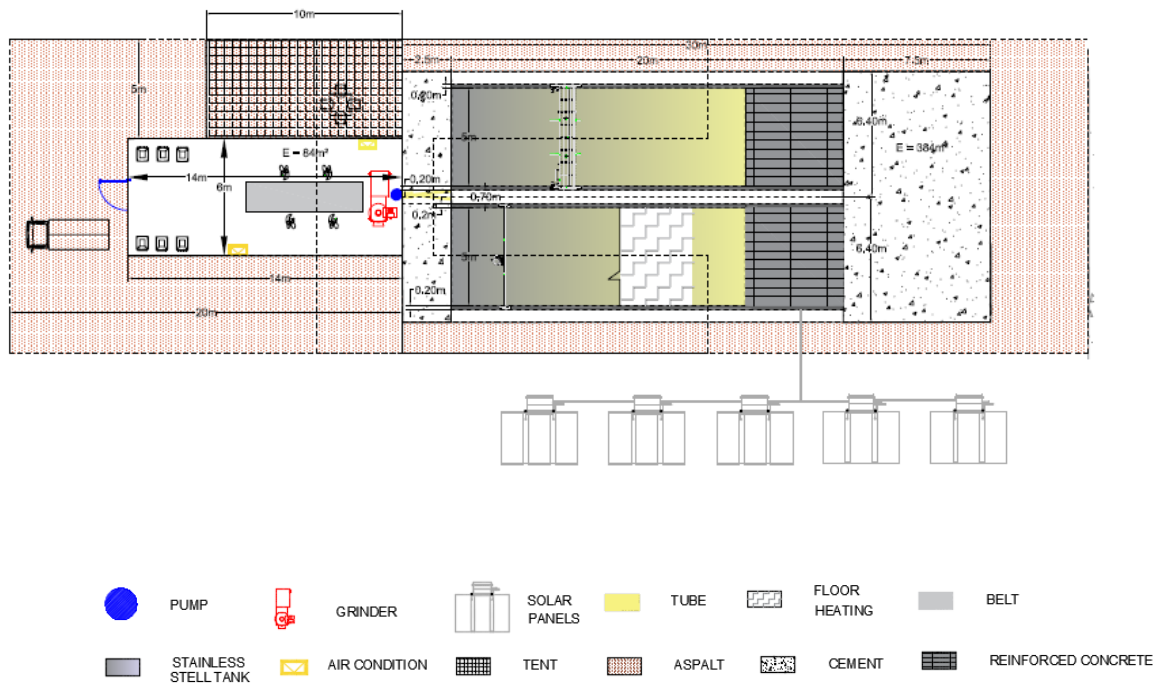 10m
30m
2.5m
20m
7.5m
5m
0,20m
5m
6,40m
E = 84m²
E = 384m²
14m
6m
0,20m
0,70m
0,2m
5m
6,40m
14m
0,20m
20m
PUMP
GRINDER
SOLAR
PANELS
TUBE
FLOOR
HEATING
BELT
STAINLESS
STELL TANK
AIR CONDITION
TENT
ASPALT
CEMENT
REINFORCED CONCRETE